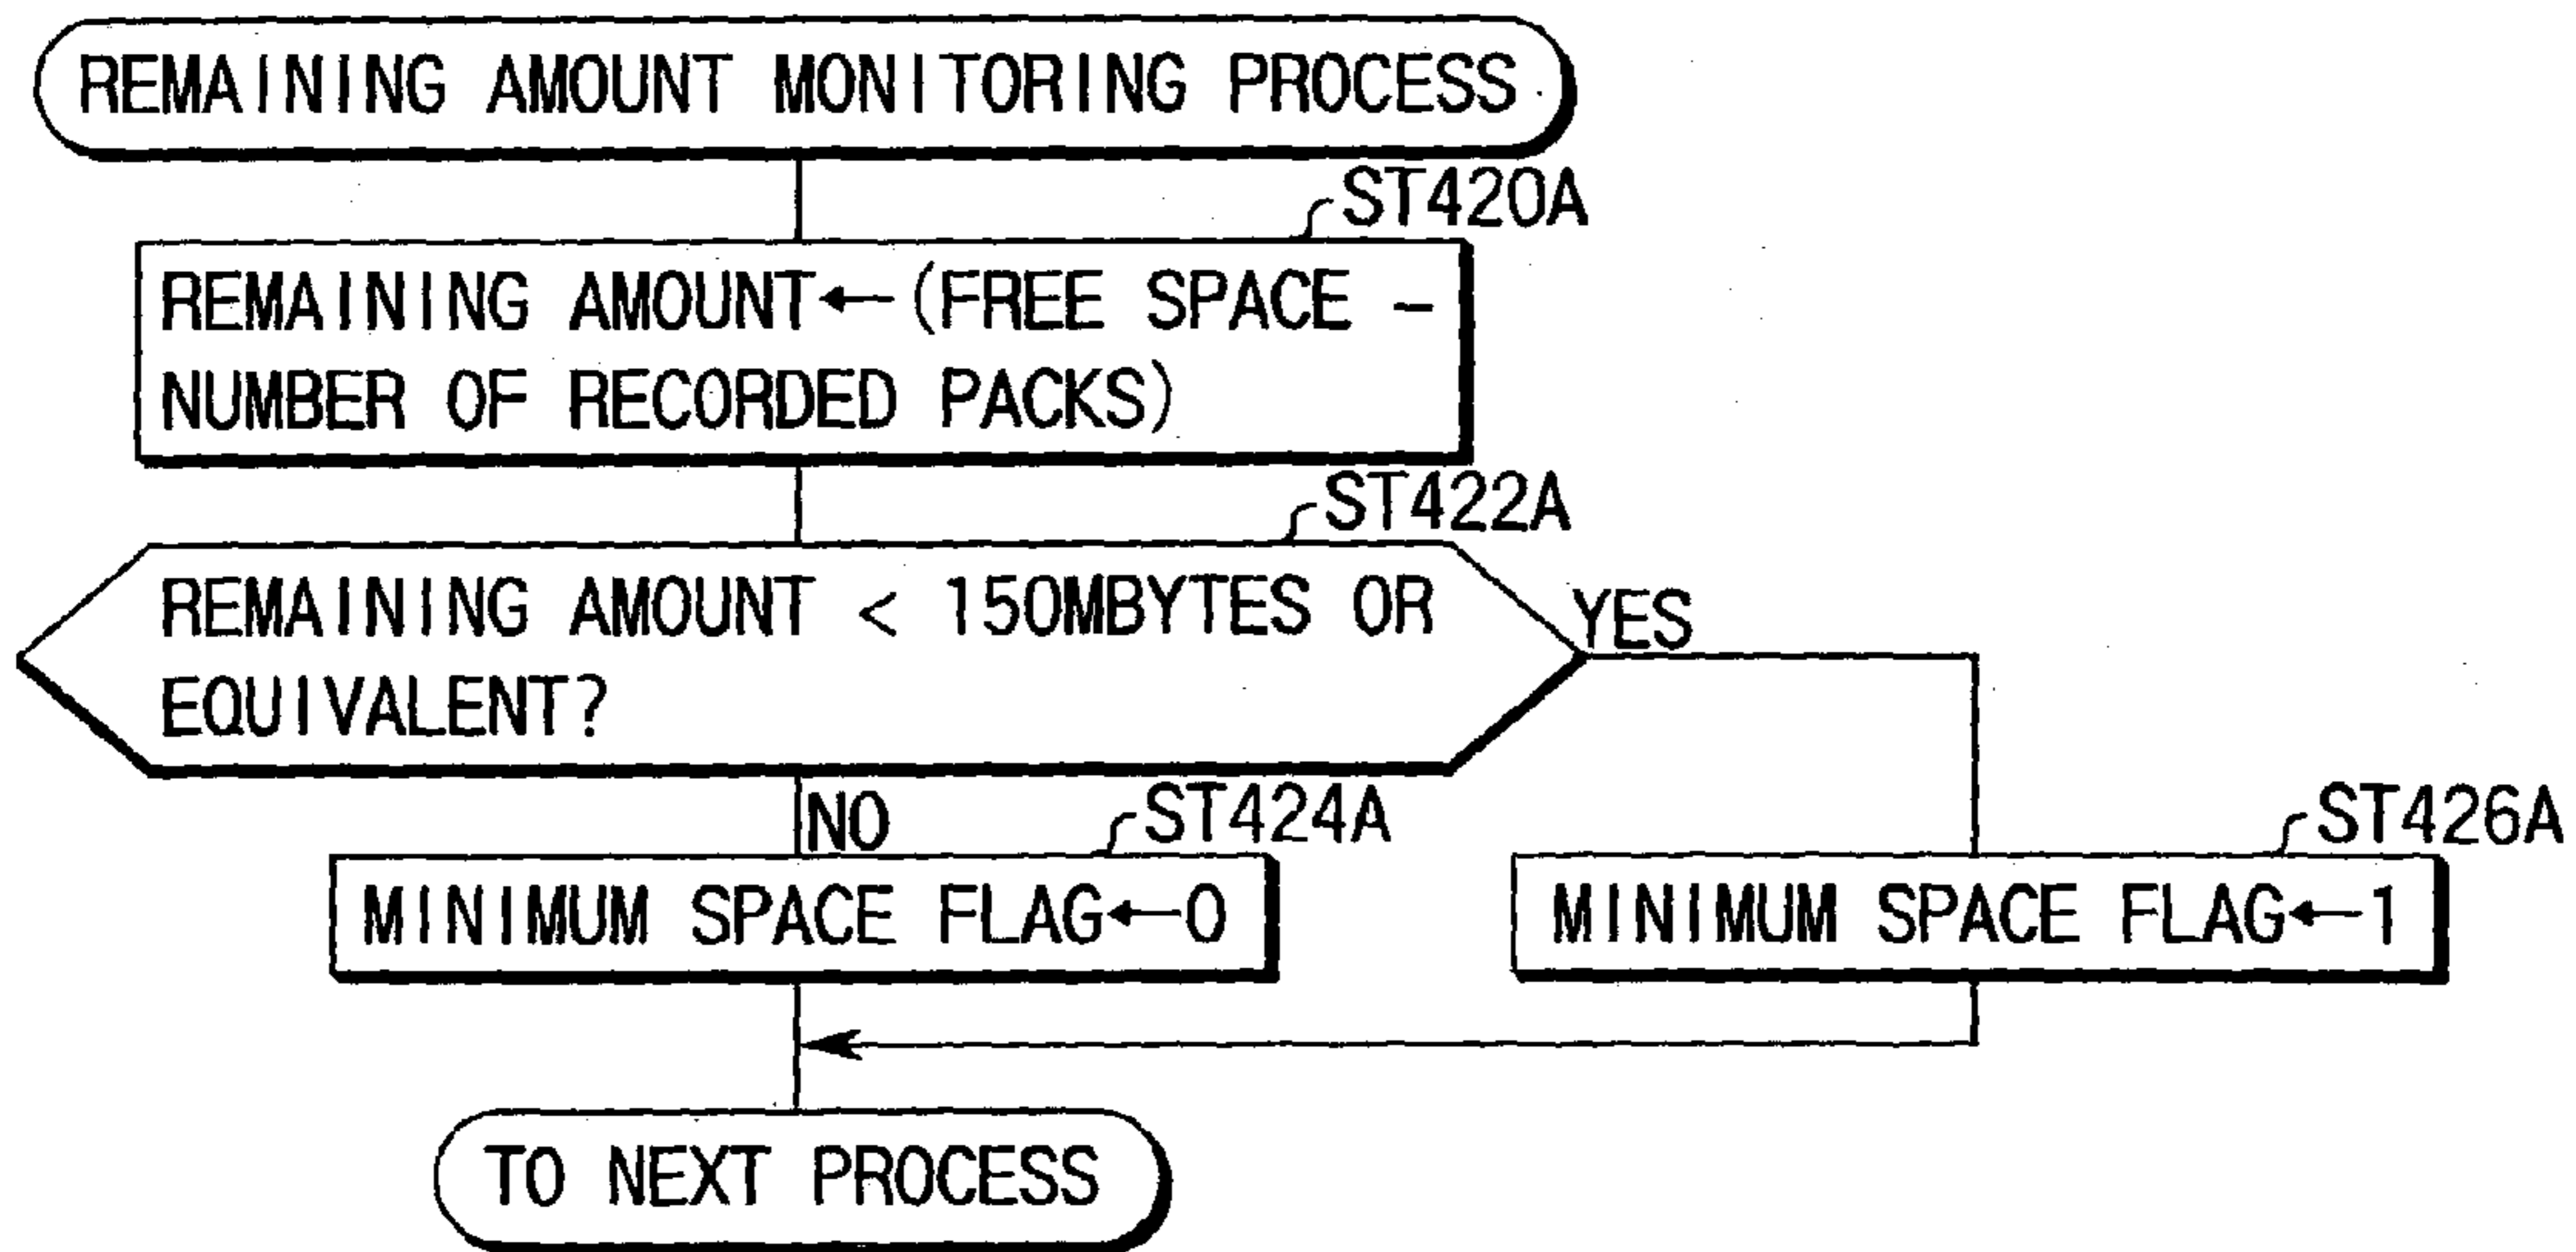 REMAINING AMOUNT MONITORING PROCESS
ST420A
REMAINING AMOUNT←(FREE SPACE –
NUMBER OF RECORDED PACKS)
ST422A
REMAINING AMOUNT < 150MBYTES OR
EQUIVALENT?
YES
NO
ST424A
MINIMUM SPACE FLAG←0
ST426A
MINIMUM SPACE FLAG←1
TO NEXT PROCESS